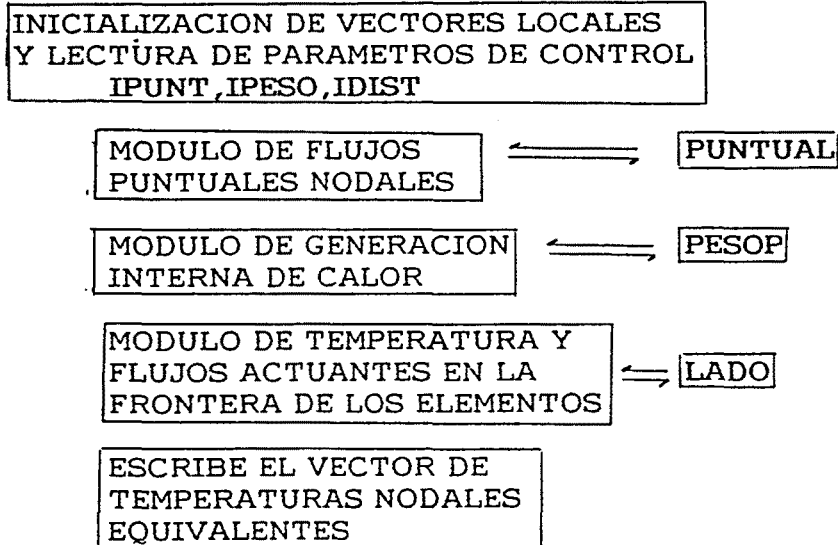 INICIALIZACION DE VECTORES LOCALES
Y LECTURA DE PARAMETROS DE CONTROL
IPUNT,IPESO,IDIST
MODULO DE FLUJOS
PUNTUALES NODALES
PUNTUAL
MODULO DE GENERACION
INTERNA DE CALOR
PESOP
MODULO DE TEMPERATURA Y
FLUJOS ACTUANTES EN LA
FRONTERA DE LOS ELEMENTOS
LADO
ESCRIBE EL VECTOR DE
TEMPERATURAS NODALES
EQUIVALENTES